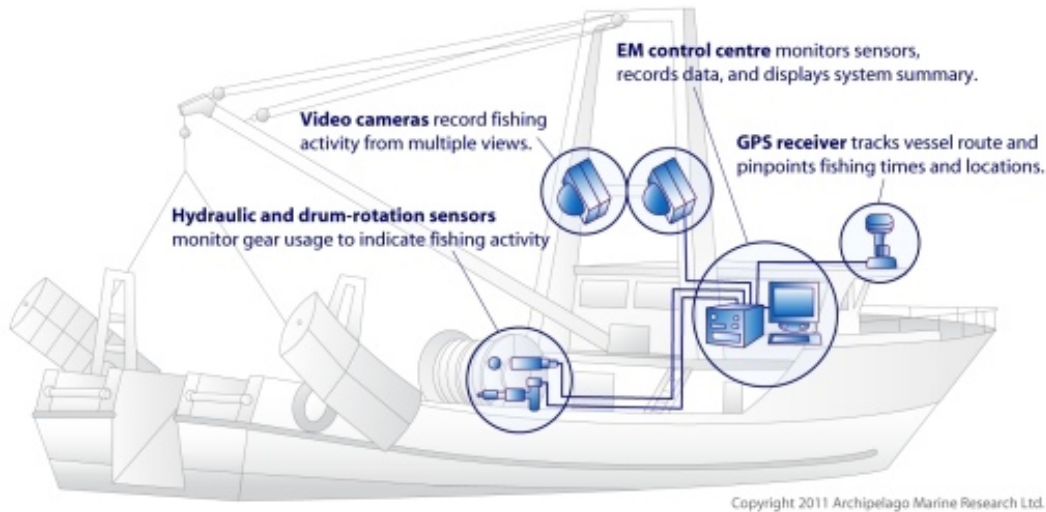 EM control centre monitors sensors,
records data, and displays system summary.
Video cameras record fishing
activity from multiple views.
GPS receiver tracks vessel route and
pinpoints fishing times and locations.
Hydraulic and drum-rotation sensors
monitor gear usage to indicate fishing activity
Copyright 2011 Archipelago Marine Research Ltd.